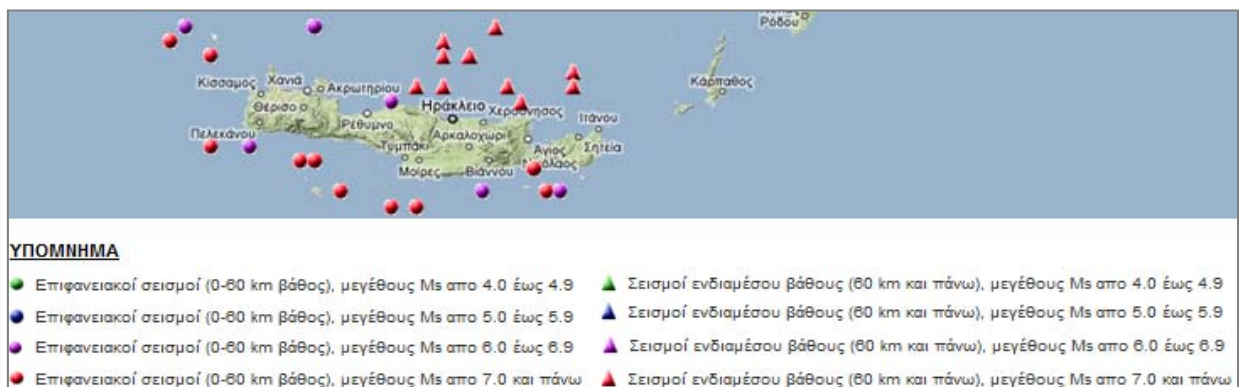 Ρόδου
Κίσσαμος
Χανιά
Ακρωτηρίου
Κάρπαθος
Θέρισο
Ηράκλειο
Χερσόνησος
Ρέθυμνο
Ιτάνου
Πελεκάνου
Αρκαλοχώρι
Σητεία
Τυμπάκι
Άγιος
Νικόλαος
Μοίρες
Βιάννου
ΥΠΟΜΝΗΜΑ
Επιφανειακοί σεισμοί (0-60 km βάθος), μεγέθους Ms απο 4.0 έως 4.9
Σεισμοί ενδιαμέσου βάθους (60 km και πάνω), μεγέθους Ms απο 4.0 έως 4.9
Επιφανειακοί σεισμοί (0-60 km βάθος), μεγέθους Ms απο 5.0 έως 5.9
Σεισμοί ενδιαμέσου βάθους (60 km και πάνω), μεγέθους Ms απο 5.0 έως 5.9
Επιφανειακοί σεισμοί (0-60 km βάθος), μεγέθους Ms απο 6.0 έως 6.9
Σεισμοί ενδιαμέσου βάθους (60 km και πάνω), μεγέθους Ms απο 6.0 έως 6.9
Επιφανειακοί σεισμοί (0-60 km βάθος), μεγέθους Ms απο 7.0 και πάνω
Σεισμοί ενδιαμέσου βάθους (60 km και πάνω), μεγέθους Ms απο 7.0 και πάνω